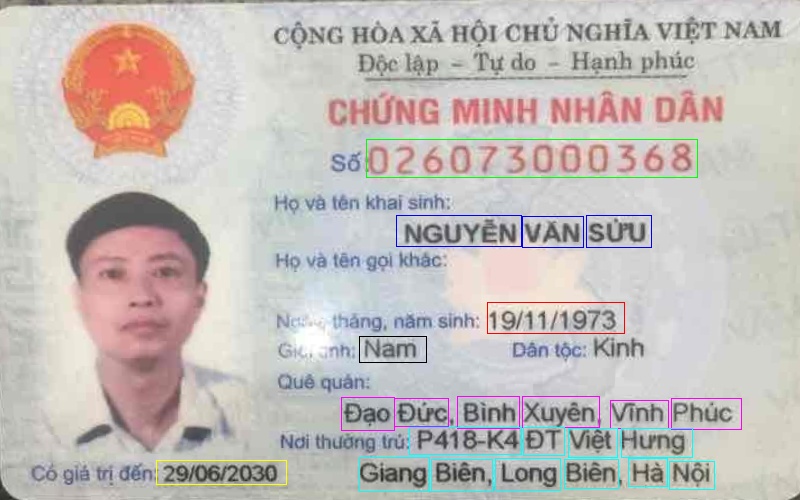 CỘNG HÒA XÃ HỘI CHỦ NGHĨA VIỆT NAM
Độc lập - Tự do - Hạnh phúc
CHỨNG MINH NHÂN DÂN
Số 026073000368
Họ và tên khai sinh:
NGUYỄN VĂN SỬU
Họ và tên gọi khác:
Ngày, tháng, năm sinh: 19/11/1973
Giới tính: Nam Dân tộc: Kinh
Quê quán:
Đạo Đức, Bình Xuyên, Vĩnh Phúc
Nơi thường trú: P418-K4 ĐT Việt Hưng
Giang Biên, Long Biên, Hà Nội
Có giá trị đến: 29/06/2030